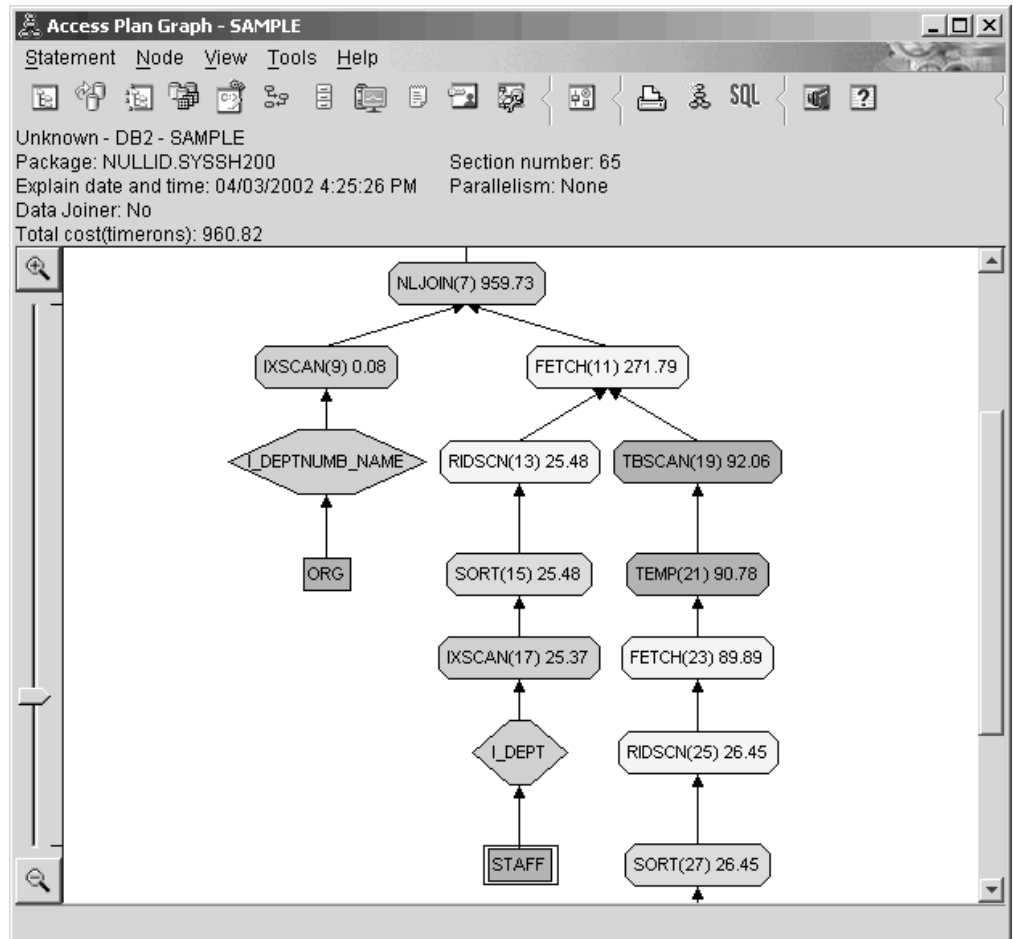 Access Plan Graph - SAMPLE
Statement Node View Tools Help
SQL
?
Unknown - DB2 - SAMPLE
Package: NULLID.SYSSH200 Section number: 65
Explain date and time: 04/03/2002 4:25:26 PM Parallelism: None
Data Joiner: No
Total cost(timerons): 960.82
NLJOIN(7) 959.73
IXSCAN(9) 0.08
FETCH(11) 271.79
I_DEPTNUMB_NAME
RIDSCN(13) 25.48
TBSCAN(19) 92.06
ORG
SORT(15) 25.48
TEMP(21) 90.78
IXSCAN(17) 25.37
FETCH(23) 89.89
I_DEPT
RIDSCN(25) 26.45
STAFF
SORT(27) 26.45